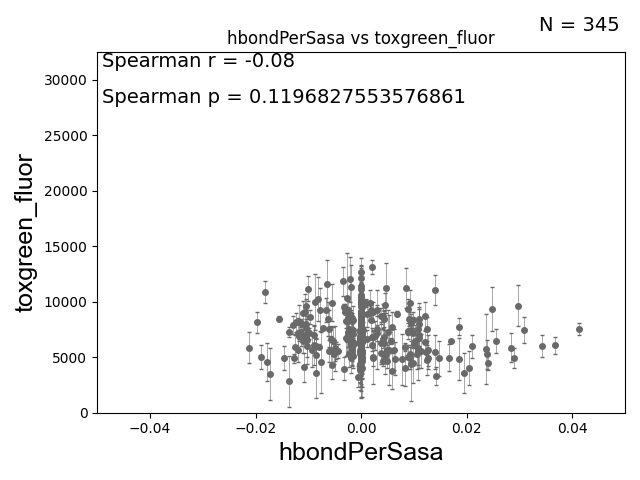 N = 345
hbondPerSasa vs toxgreen_fluor
Spearman r = -0.08
Spearman p = 0.1196827553576861
30000
25000
20000
15000
10000
5000
0
toxgreen_fluor
−0.04 −0.02 0.00 0.02 0.04
hbondPerSasa